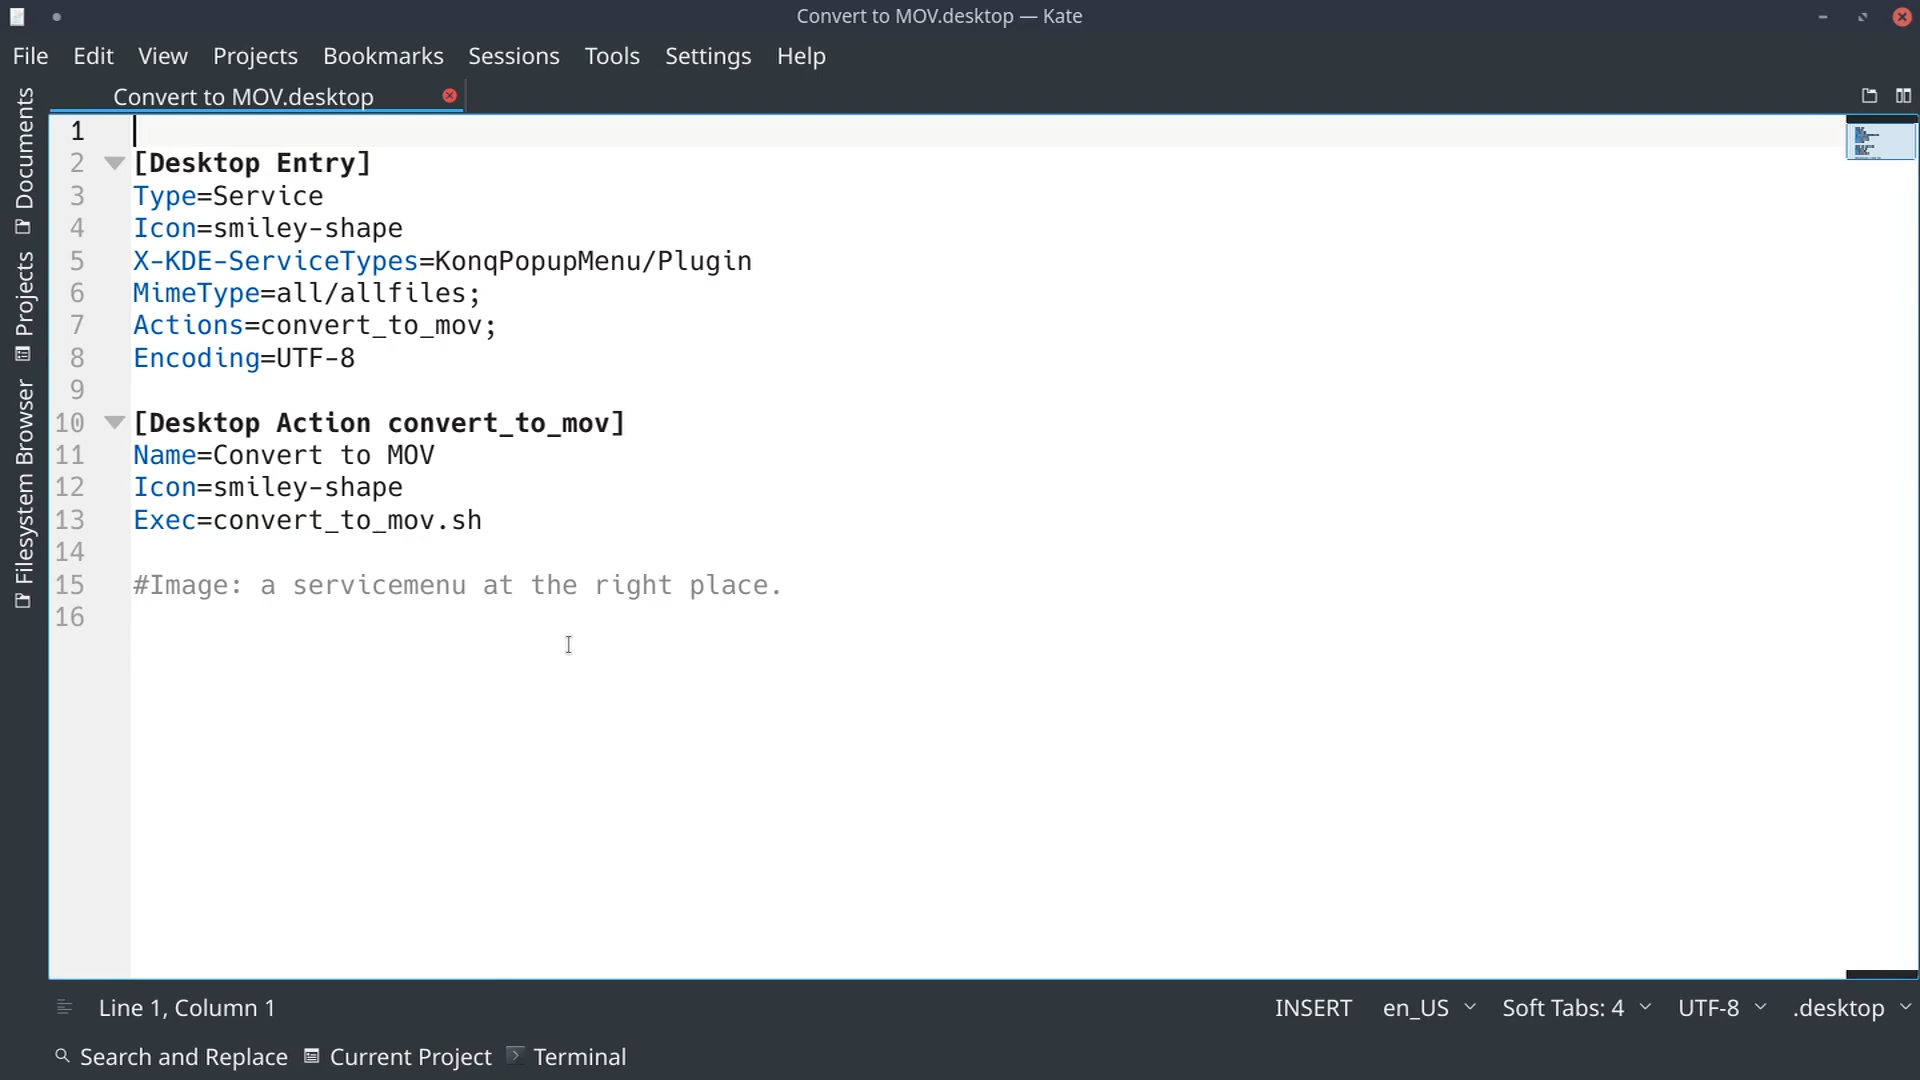 Convert to MOV.desktop — Kate
File Edit View Projects Bookmarks Sessions Tools Settings Help
Convert to MOV.desktop
Documents
Projects
Filesystem Browser
1
2 [Desktop Entry]
3 Type=Service
4 Icon=smiley-shape
5 X-KDE-ServiceTypes=KonqPopupMenu/Plugin
6 MimeType=all/allfiles;
7 Actions=convert_to_mov;
8 Encoding=UTF-8
9
10 [Desktop Action convert_to_mov]
11 Name=Convert to MOV
12 Icon=smiley-shape
13 Exec=convert_to_mov.sh
14
15 #Image: a servicemenu at the right place.
16
Line 1, Column 1 INSERT en_US Soft Tabs: 4 UTF-8 .desktop
Search and Replace Current Project Terminal